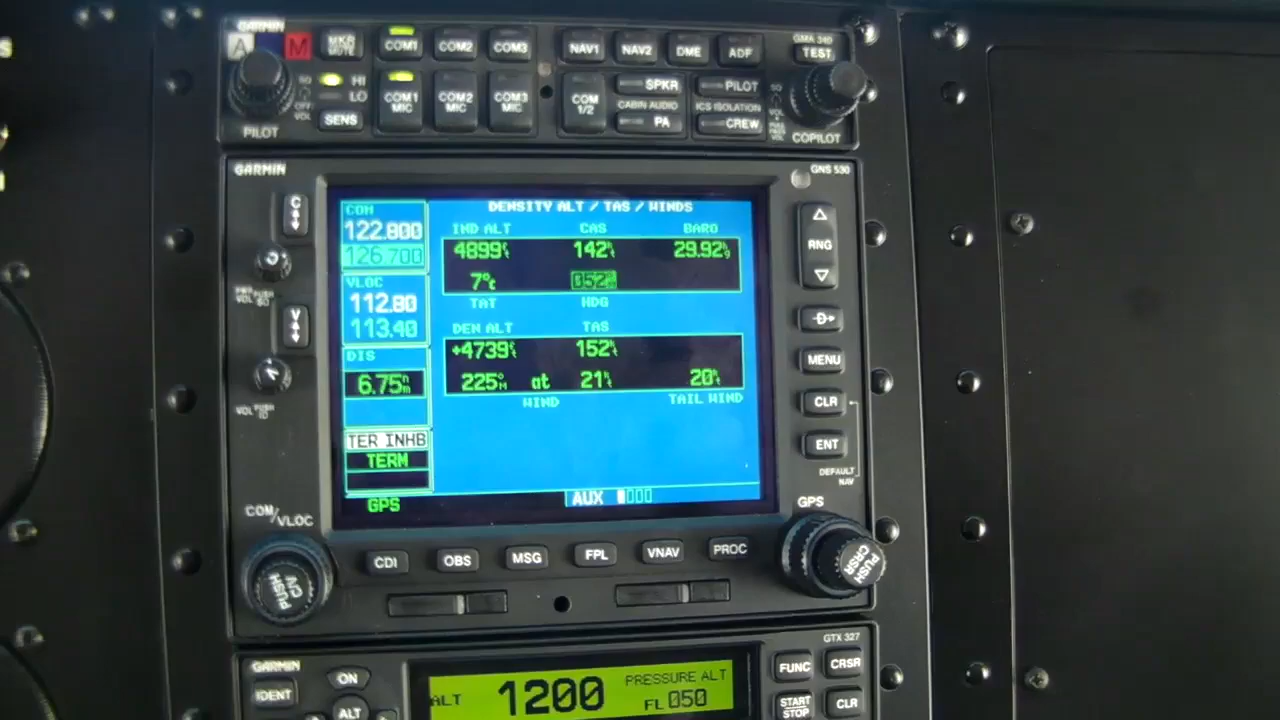 GARMIN
A M MKR MUTE COM1 COM2 COM3 NAV1 NAV2 DME ADF GMA 340 TEST
HI
LO
COM1 MIC COM2 MIC COM3 MIC COM 1/2 SPKR PILOT
CABIN AUDIO ICS ISOLATION
SENS PA CREW
PILOT COPILOT
GARMIN GNS 530
C
V
COM
122.800
126.700
VLOC
112.80
113.40
DIS
6.75
TER INHB
TERM
GPS
DENSITY ALT / TAS / WINDS
IND ALT CAS BARO
4899 142 29.92
7°c 052
TAT HDG
DEN ALT TAS
+4739 152
225° at 21 20
WIND TAIL WIND
AUX
RNG
D
MENU
CLR
ENT
DEFAULT NAV
GPS
PUSH CRSR
COM/VLOC
PUSH C/V
CDI OBS MSG FPL VNAV PROC
GTX 327
GARMIN
IDENT ON
ALT
ALT 1200 PRESSURE ALT
FL 050
FUNC CRSR
START STOP CLR